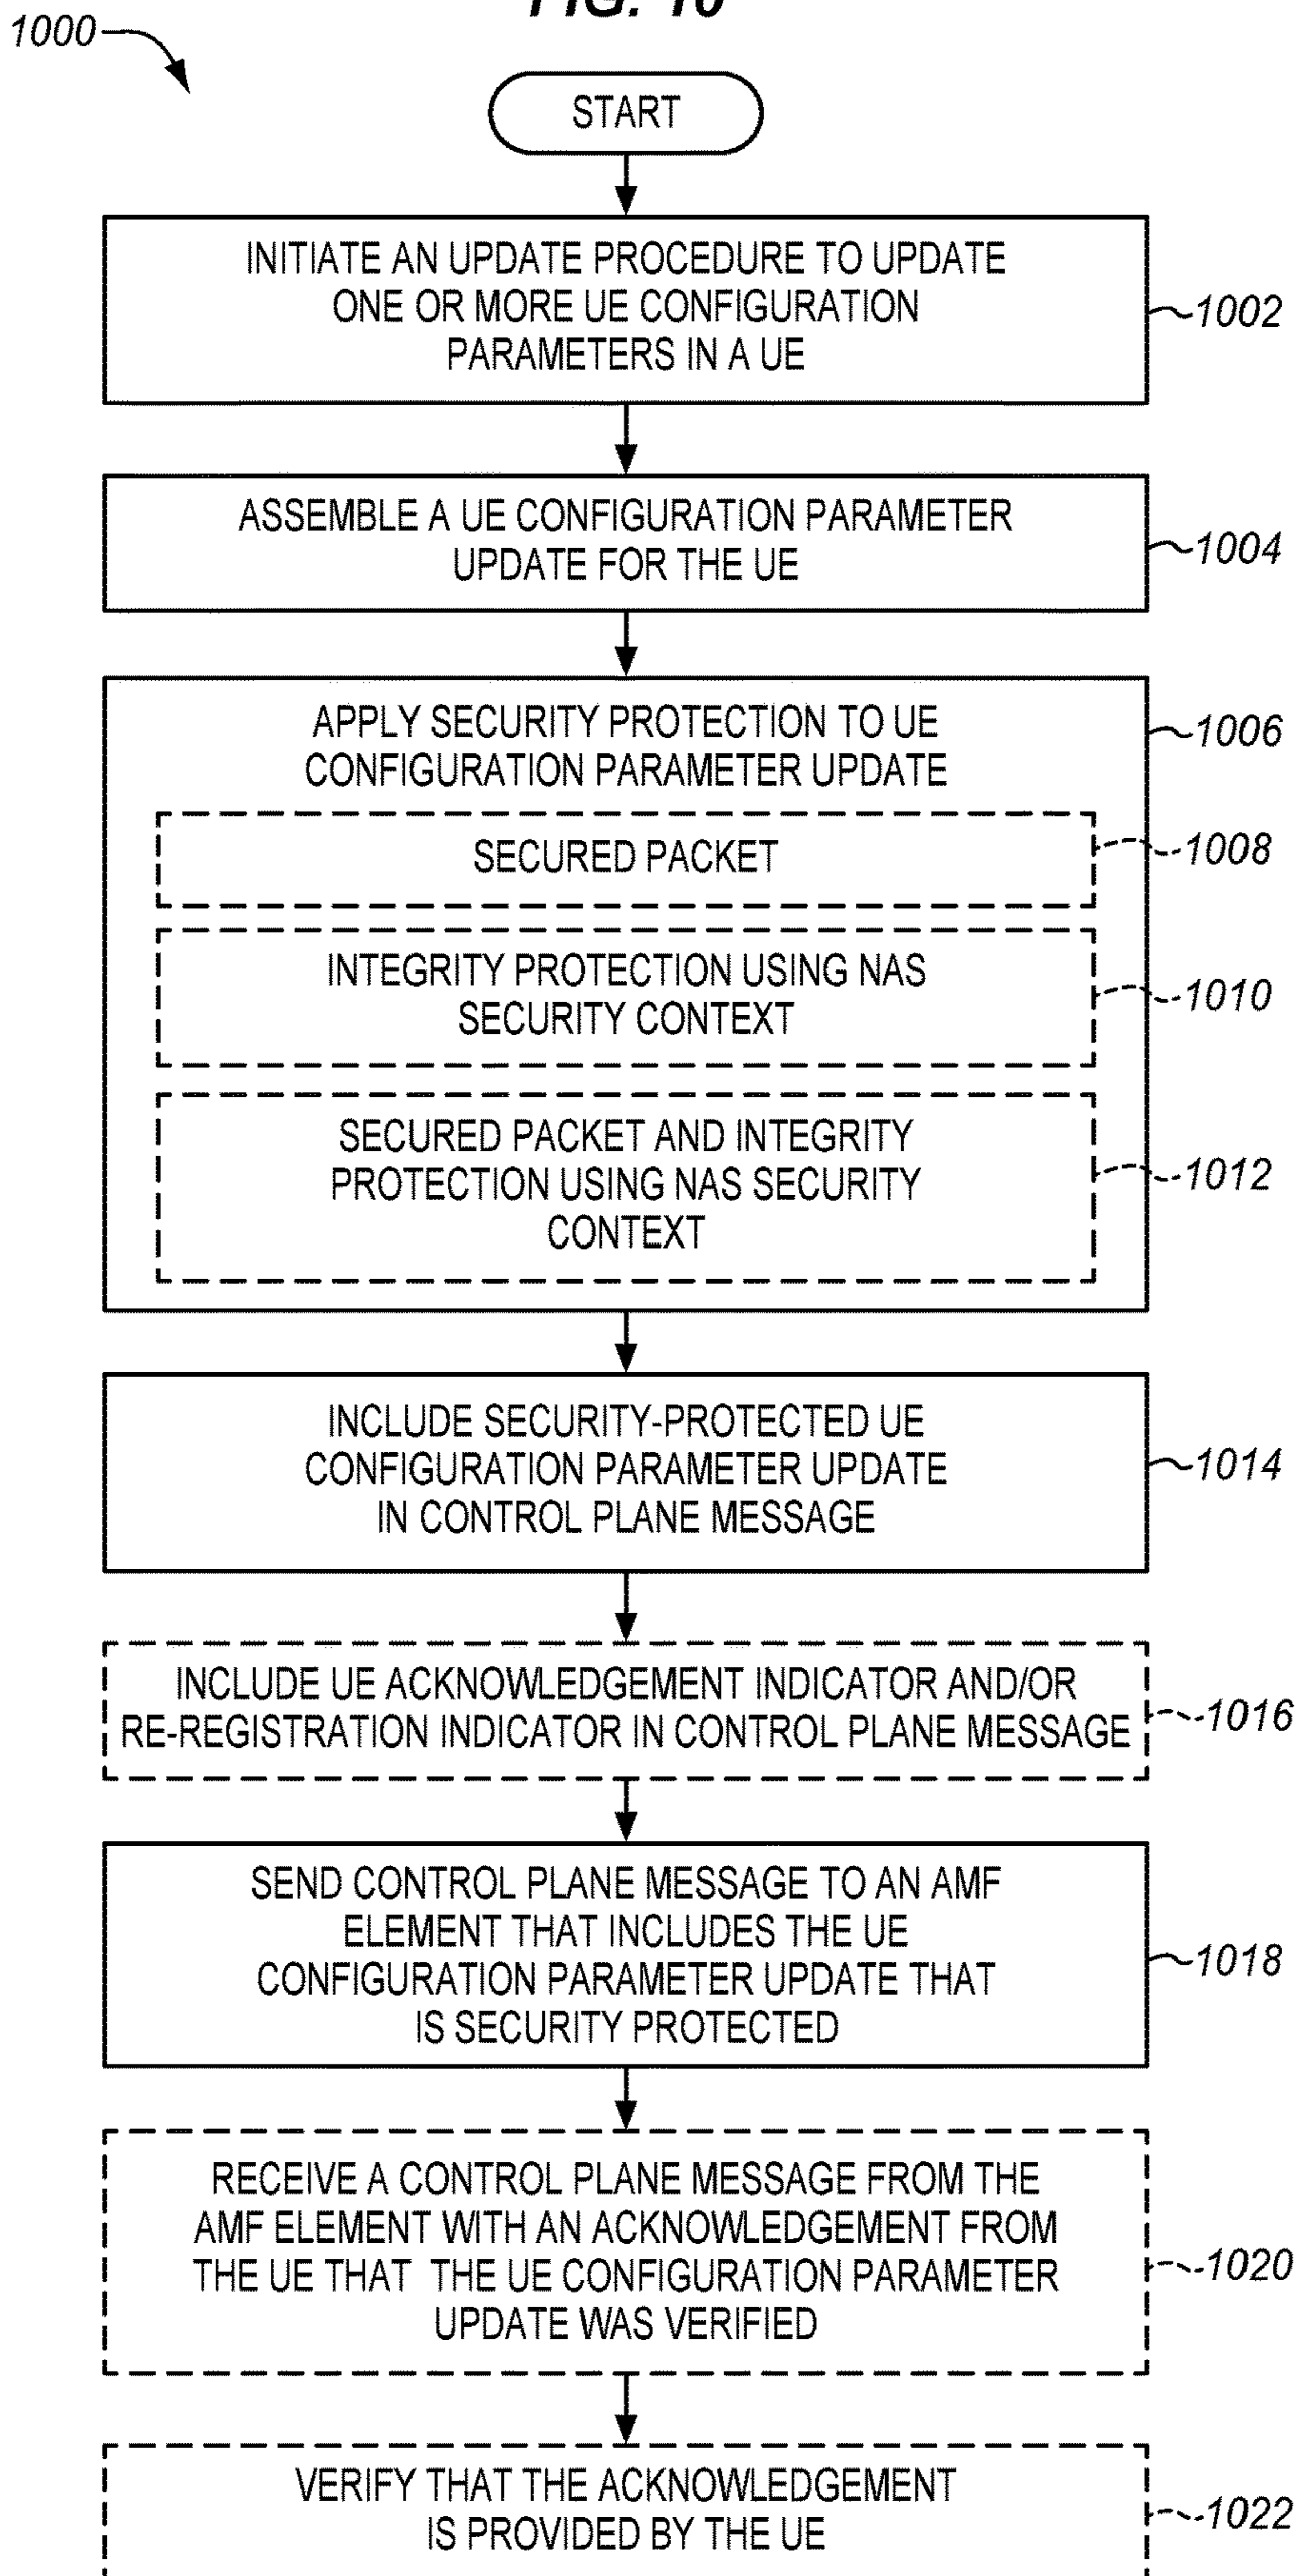 FIG. 10
1000
START
INITIATE AN UPDATE PROCEDURE TO UPDATE
ONE OR MORE UE CONFIGURATION
PARAMETERS IN A UE
1002
ASSEMBLE A UE CONFIGURATION PARAMETER
UPDATE FOR THE UE
1004
APPLY SECURITY PROTECTION TO UE
CONFIGURATION PARAMETER UPDATE
1006
SECURED PACKET
1008
INTEGRITY PROTECTION USING NAS
SECURITY CONTEXT
1010
SECURED PACKET AND INTEGRITY
PROTECTION USING NAS SECURITY
CONTEXT
1012
INCLUDE SECURITY-PROTECTED UE
CONFIGURATION PARAMETER UPDATE
IN CONTROL PLANE MESSAGE
1014
INCLUDE UE ACKNOWLEDGEMENT INDICATOR AND/OR
RE-REGISTRATION INDICATOR IN CONTROL PLANE MESSAGE
1016
SEND CONTROL PLANE MESSAGE TO AN AMF
ELEMENT THAT INCLUDES THE UE
CONFIGURATION PARAMETER UPDATE THAT
IS SECURITY PROTECTED
1018
RECEIVE A CONTROL PLANE MESSAGE FROM THE
AMF ELEMENT WITH AN ACKNOWLEDGEMENT FROM
THE UE THAT THE UE CONFIGURATION PARAMETER
UPDATE WAS VERIFIED
1020
VERIFY THAT THE ACKNOWLEDGEMENT
IS PROVIDED BY THE UE
1022